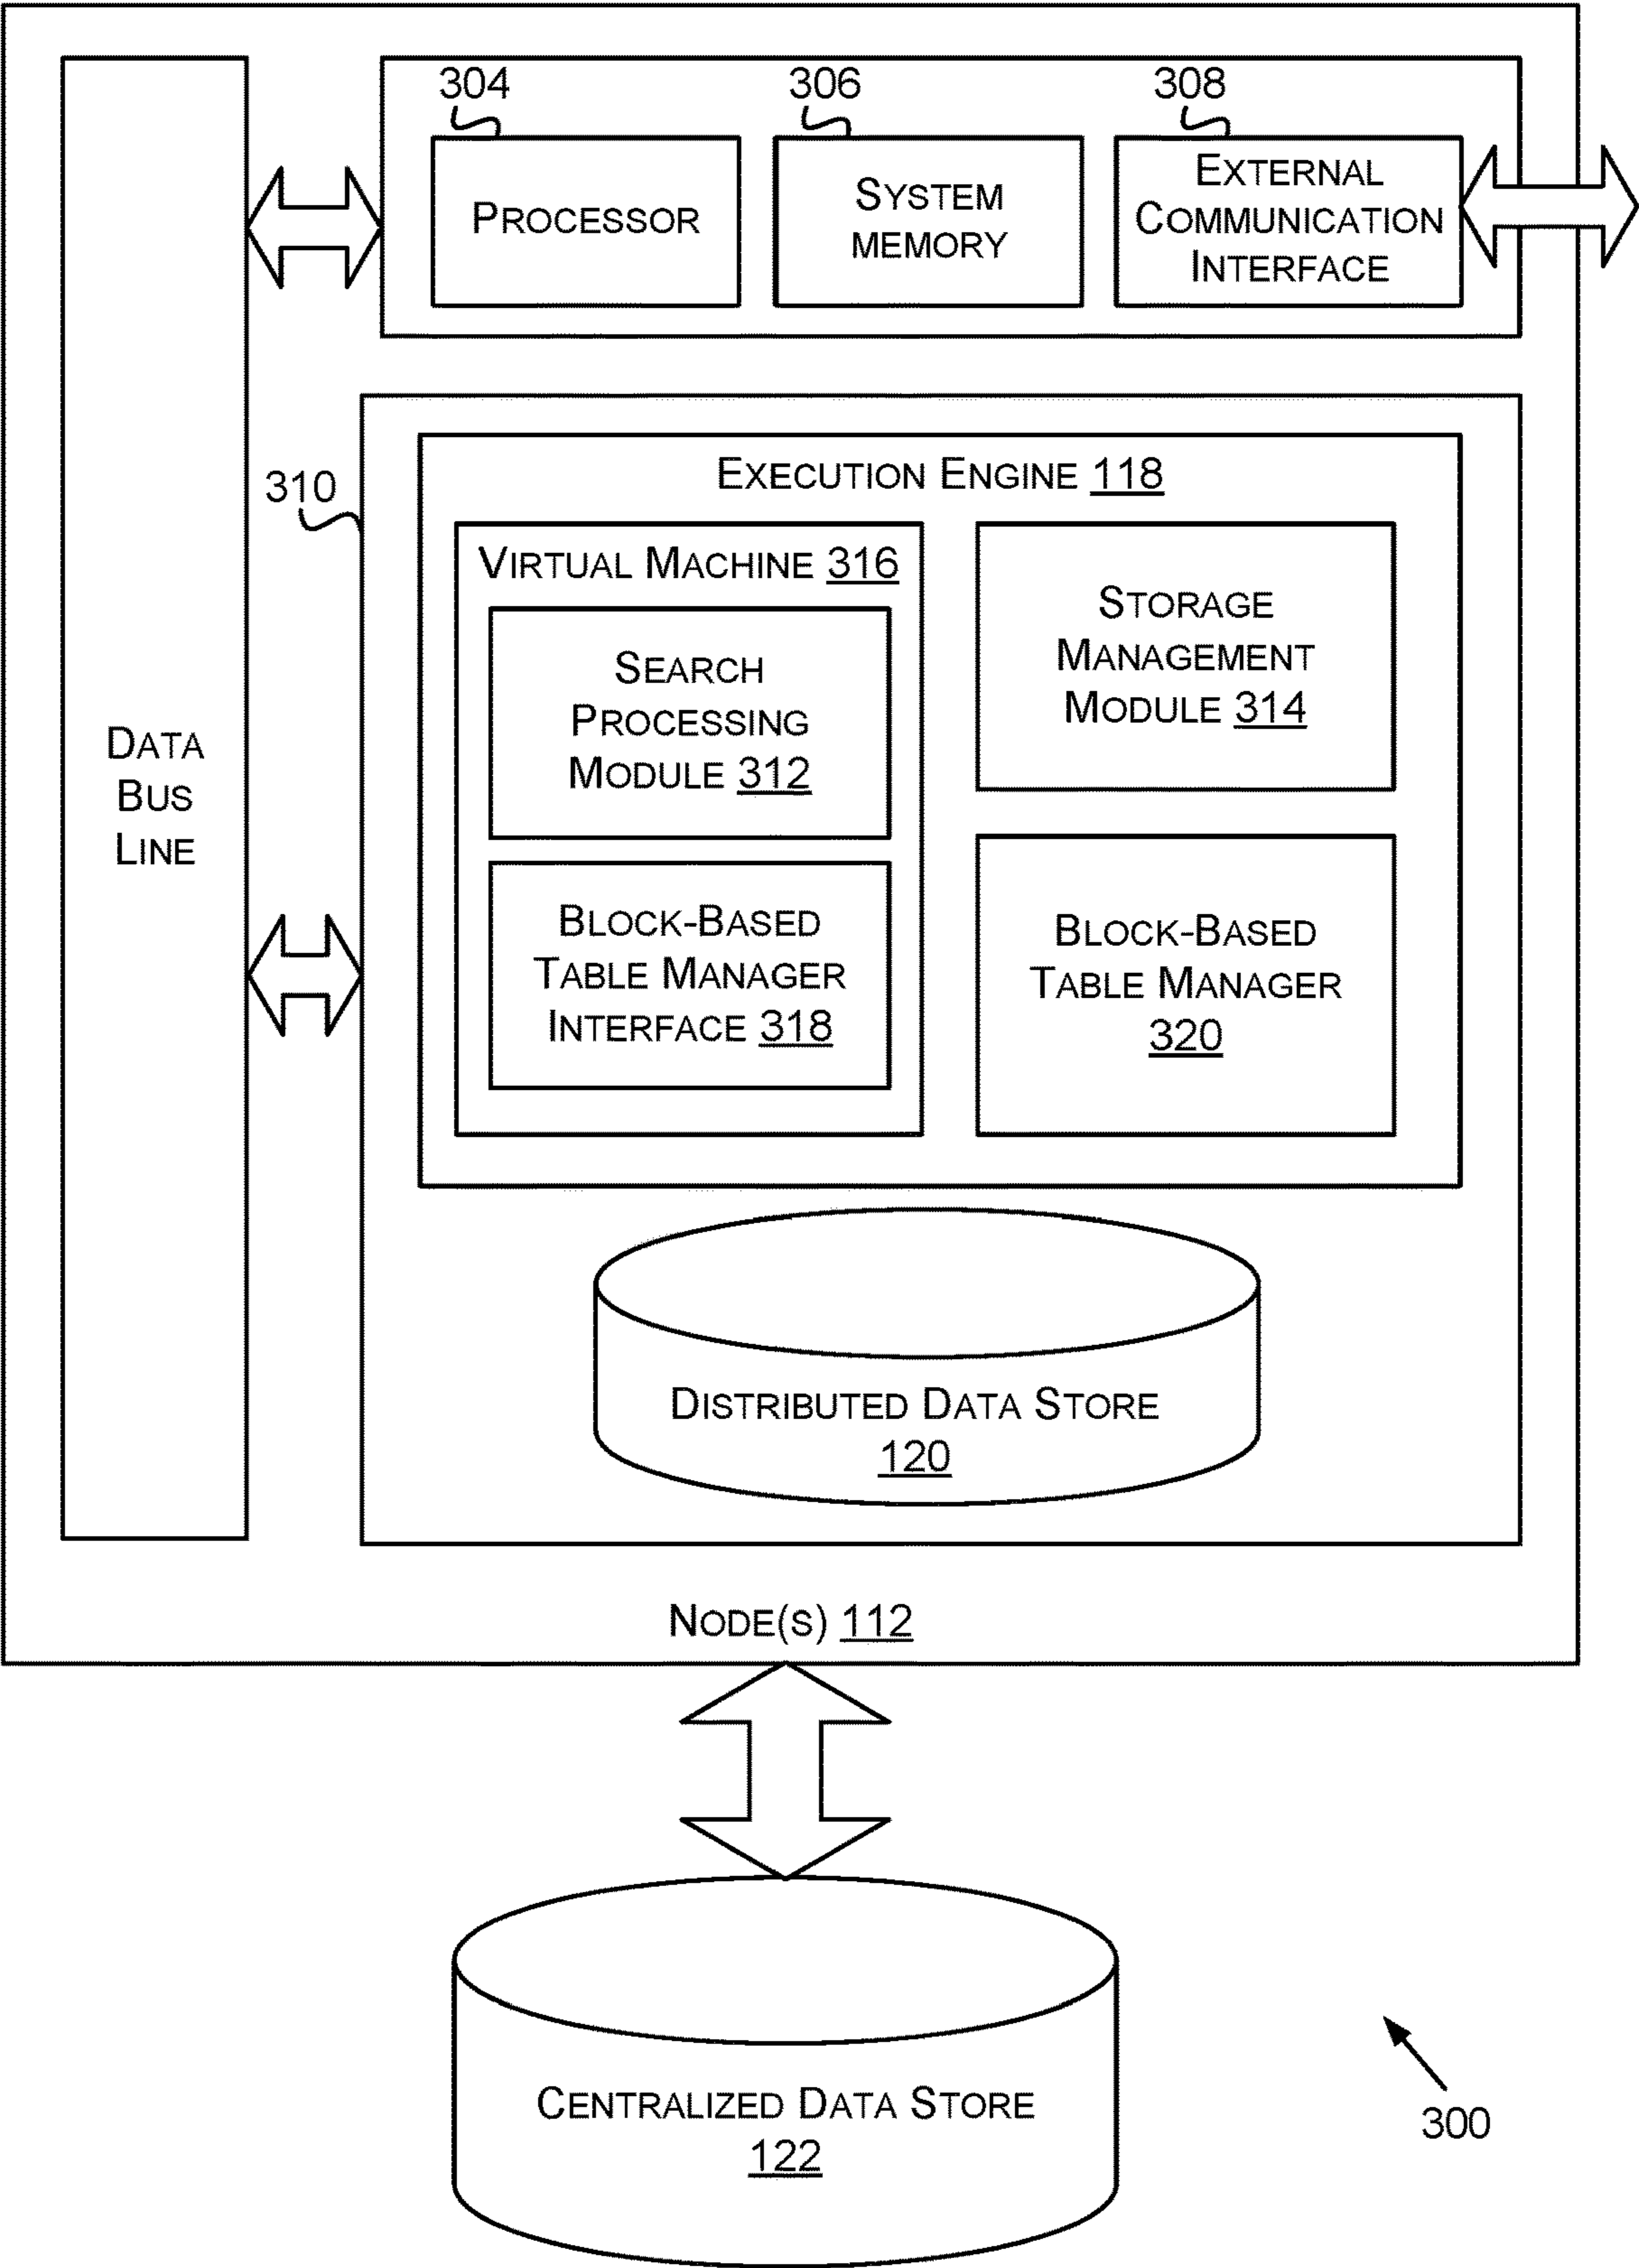 304
306
308
PROCESSOR
SYSTEM
MEMORY
EXTERNAL
COMMUNICATION
INTERFACE
310
EXECUTION ENGINE 118
VIRTUAL MACHINE 316
SEARCH
PROCESSING
MODULE 312
STORAGE
MANAGEMENT
MODULE 314
DATA
BUS
LINE
BLOCK-BASED
TABLE MANAGER
INTERFACE 318
BLOCK-BASED
TABLE MANAGER
320
DISTRIBUTED DATA STORE
120
NODE(S) 112
CENTRALIZED DATA STORE
122
300